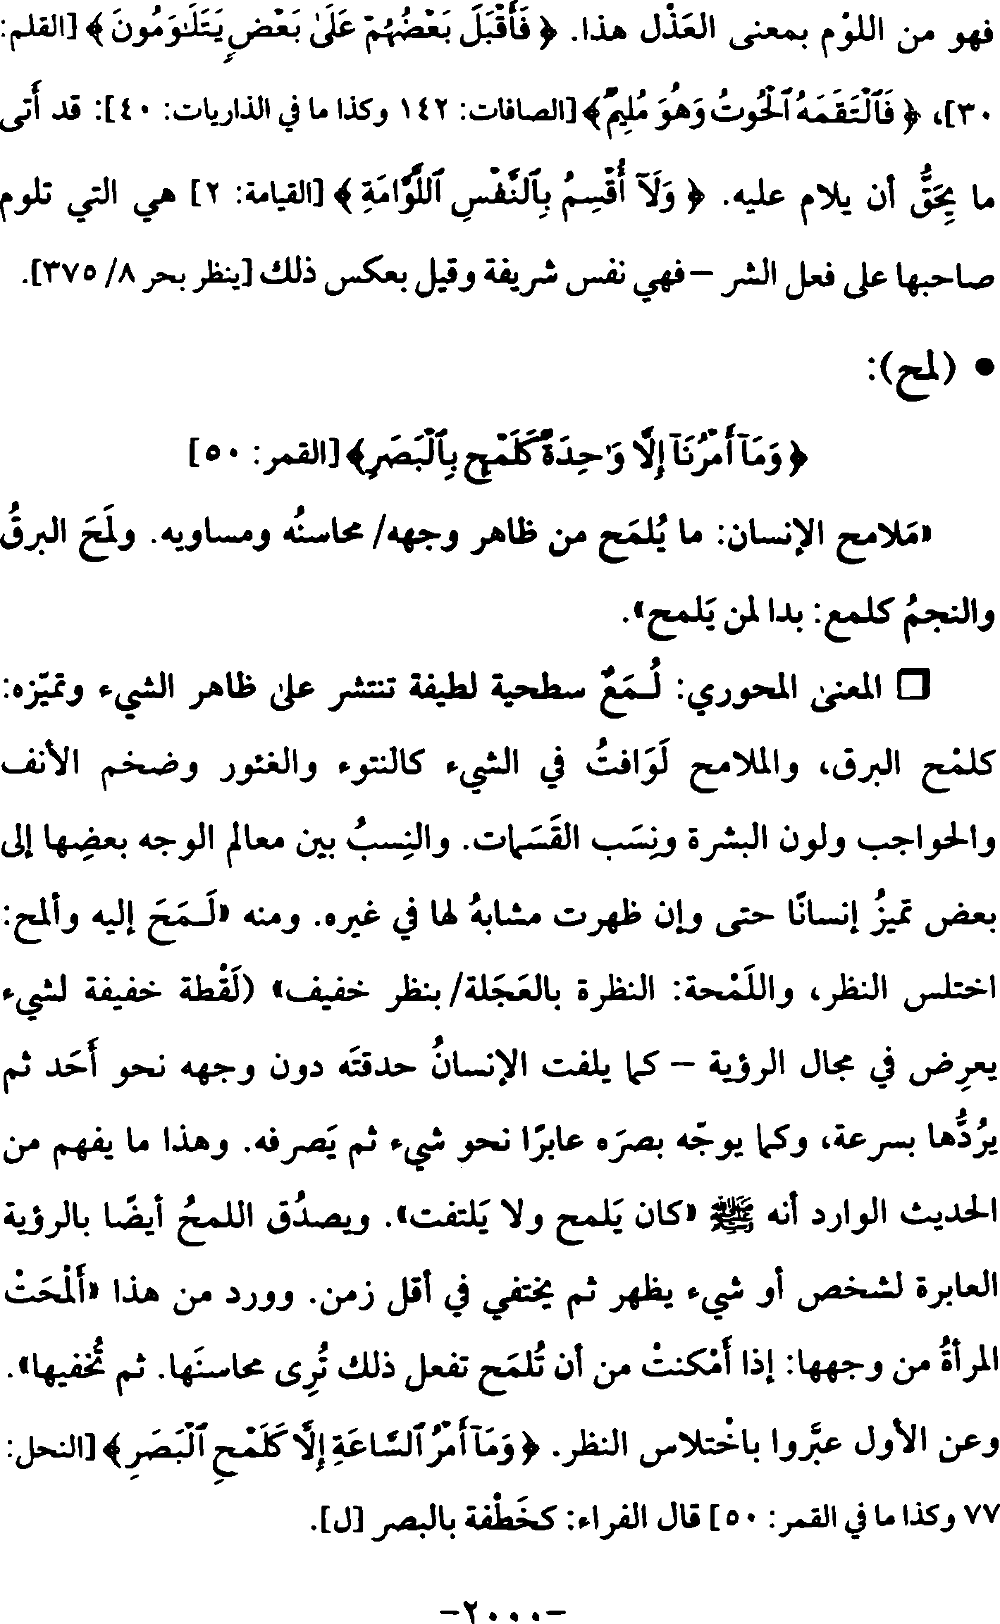 فهو من اللوْم بمعنى العَذْل هذا. ﴿ فَأَقْبَلَ بَعْضُهُمْ عَلَىٰ بَعْضٍ يَتَلَـٰوَمُونَ ﴾ [القلم:
٣٠]، ﴿ فَٱلْتَقَمَهُ ٱلْحُوتُ وَهُوَ مُلِيمٌ ﴾ [الصافات: ١٤٢ وكذا ما في الذاريات: ٤٠]: قد أَتى
ما يَحِقُّ أن يلام عليه. ﴿ وَلَآ أُقْسِمُ بِٱلنَّفْسِ ٱللَّوَّامَةِ ﴾ [القيامة: ٢] هي التي تلوم
صاحبها على فعل الشر – فهي نفس شريفة وقيل بعكس ذلك [ينظر بحر ٨/ ٣٧٥].
• (لمح):
﴿ وَمَآ أَمْرُنَآ إِلَّا وَٰحِدَةٌ كَلَمْحٍۭ بِٱلْبَصَرِ ﴾ [القمر: ٥٠]
«مَلامح الإنسان: ما يُلمَح من ظاهر وجهه/ محاسنُه ومساويه. ولَمَحَ البرقُ
والنجمُ كلمع: بدا لمن يَلمح».
□ المعنىٰ المحوري: لُـمَعٌ سطحية لطيفة تنتشر علىٰ ظاهر الشيء وتميّزه:
كلمْح البرق، والملامح لَوَافتُ في الشيء كالنتوء والغئور وضخم الأنف
والحواجب ولون البشرة ونِسَب القَسَمات. والنِسبُ بين معالم الوجه بعضِها إلى
بعض تميزُ إنسانًا حتى وإن ظهرت مشابهُ لها في غيره. ومنه «لَـمَحَ إليه وألمح:
اختلس النظر، واللَمْحة: النظرة بالعَجَلة/ بنظر خفيف» (لَقْطة خفيفة لشيء
يعرِض في مجال الرؤية – كما يلفت الإنسانُ حدقتَه دون وجهه نحو أَحَد ثم
يرُدُّها بسرعة، وكما يوجّه بصرَه عابرًا نحو شيء ثم يَصرفه. وهذا ما يفهم من
الحديث الوارد أنه ﷺ «كان يَلمح ولا يَلتفت». ويصدُق اللمحُ أيضًا بالرؤية
العابرة لشخص أو شيء يظهر ثم يختفي في أقل زمن. وورد من هذا «أَلْمَحَتْ
المرأةُ من وجهها: إذا أَمْكنتْ من أن تُلمَح تفعل ذلك تُرِى محاسنَها. ثم تُخفيها».
وعن الأول عبَّروا باخْتلاس النظر. ﴿ وَمَآ أَمْرُ ٱلسَّاعَةِ إِلَّا كَلَمْحِ ٱلْبَصَرِ ﴾ [النحل:
٧٧ وكذا ما في القمر: ٥٠] قال الفراء: كخَطْفة بالبصر [ل].
-٢٠٠٠-